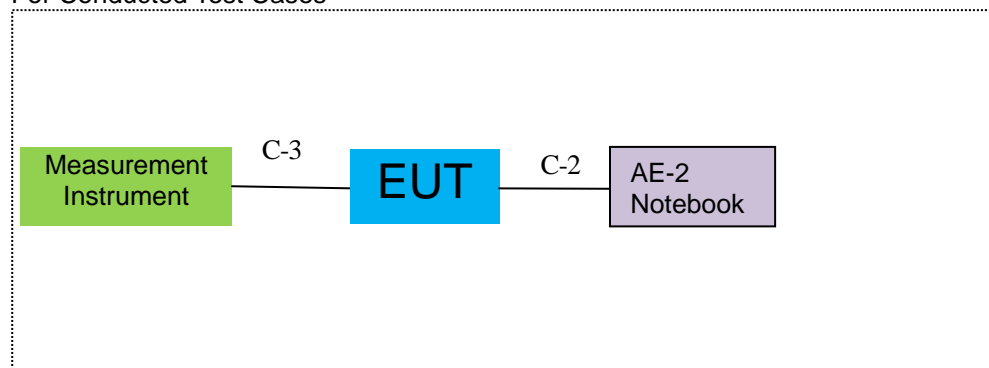 For Conducted Test Cases
Measurement
Instrument
C-3
EUT
C-2
AE-2
Notebook